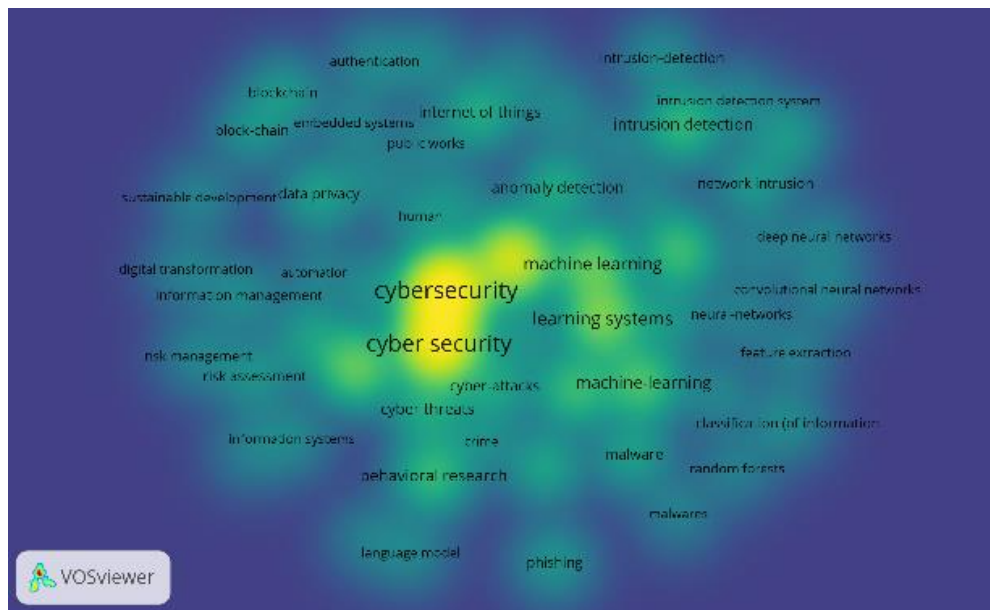 authentication
intrusion-detection
blockchain
intrusion detection system
internet of things
embedded systems
intrusion detection
block-chain
public works
network intrusion
anomaly detection
data privacy
sustainable development
human
deep neural networks
machine learning
digital transformation
automation
cybersecurity
convolutional neural networks
information management
neural-networks
learning systems
cyber security
feature extraction
risk management
risk assessment
machine-learning
cyber-attacks
cyber threats
classification (of information
information systems
crime
malware
random forests
behavioral research
malwares
language model
phishing
VOSviewer